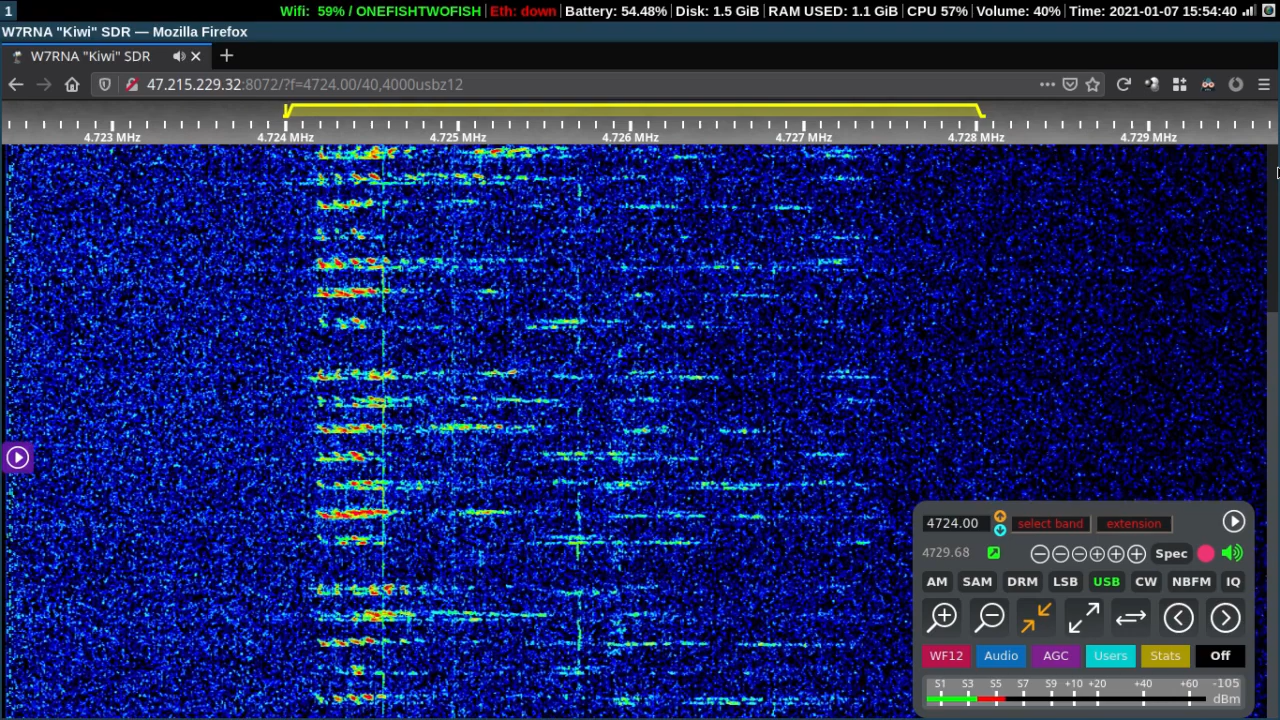 1 Wifi: 59% / ONEFISHTWOFISH Eth: down Battery: 54.48% Disk: 1.5 GiB RAM USED: 1.1 GiB CPU 57% Volume: 40% Time: 2021-01-07 15:54:40
W7RNA "Kiwi" SDR — Mozilla Firefox
W7RNA "Kiwi" SDR
47.215.229.32:8072/?f=4724.00/40,4000usbz12
4.723 MHz 4.724 MHz 4.725 MHz 4.726 MHz 4.727 MHz 4.728 MHz 4.729 MHz
4724.00 select band extension
4729.68 Spec
AM SAM DRM LSB USB CW NBFM IQ
WF12 Audio AGC Users Stats Off
S1 S3 S5 S7 S9 +10 +20 +40 +60 -105
dBm